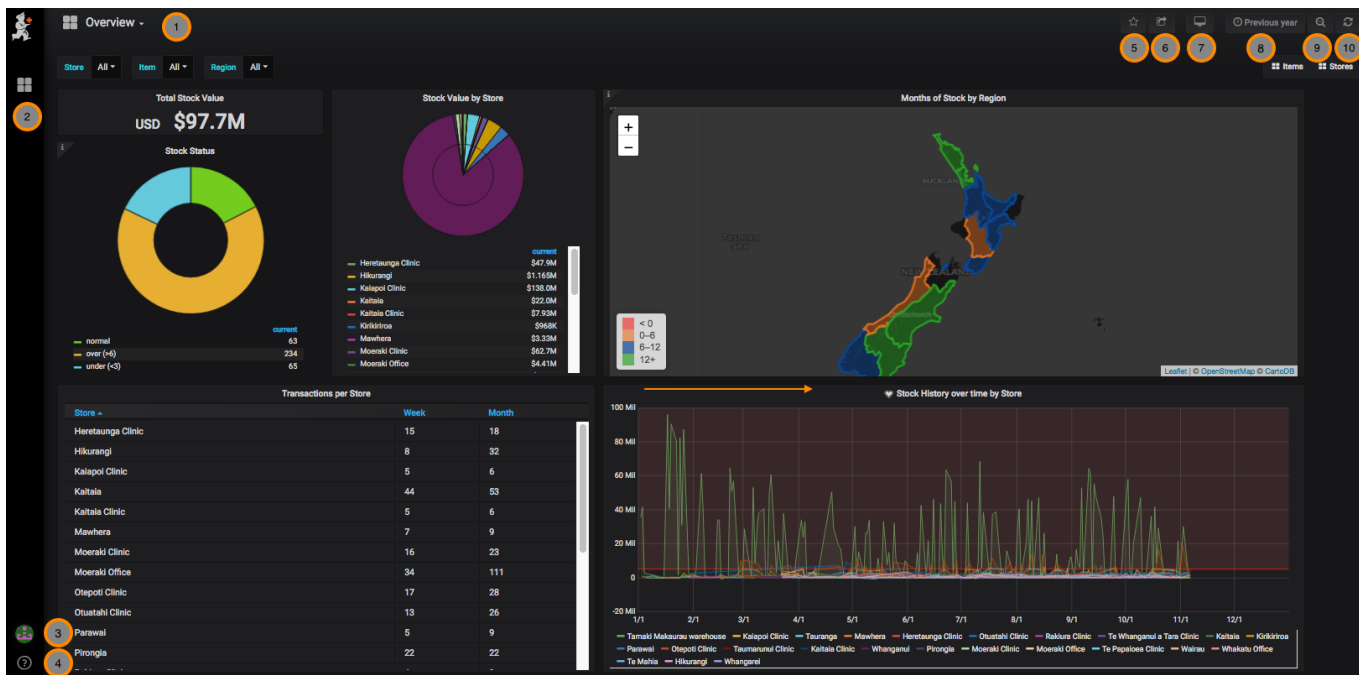 Overview
1
5
6
7
Previous year
8
9
10
Store All
Item All
Region All
Items
Stores
2
Total Stock Value
USD $97.7M
Stock Status
current
normal 63
over (>6) 234
under (<3) 65
Stock Value by Store
current
Heretaunga Clinic $47.9M
Hikurangi $1.165M
Kaiapoi Clinic $138.0M
Kaitaia $22.0M
Kaitaia Clinic $7.93M
Kirikiriroa $968K
Mawhera $3.33M
Moeraki Clinic $62.7M
Moeraki Office $4.41M
i
i
Months of Stock by Region
+
−
AUCKLAND
Tasman Sea
NEW ZEALAND
< 0
0–6
6–12
12+
Leaflet | © OpenStreetMap © CartoDB
Transactions per Store
Store Week Month
Heretaunga Clinic 15 18
Hikurangi 8 32
Kaiapoi Clinic 5 6
Kaitaia 44 53
Kaitaia Clinic 5 6
Mawhera 7 9
Moeraki Clinic 16 23
Moeraki Office 34 111
Otepoti Clinic 17 28
Otuatahi Clinic 13 26
Parawai 5 9
Pirongia 22 22
3
4
?
Stock History over time by Store
100 Mil
80 Mil
60 Mil
40 Mil
20 Mil
0
-20 Mil
1/1 2/1 3/1 4/1 5/1 6/1 7/1 8/1 9/1 10/1 11/1 12/1
Tamaki Makaurau warehouse Kaiapoi Clinic Tauranga Mawhera Heretaunga Clinic Otuatahi Clinic Rakiura Clinic Te Whanganui a Tara Clinic Kaitaia Kirikiriroa
Parawai Otepoti Clinic Taumarunui Clinic Kaitaia Clinic Whanganui Pirongia Moeraki Clinic Moeraki Office Te Papaioea Clinic Wairau Whakatu Office
Te Mahia Hikurangi Whangarei